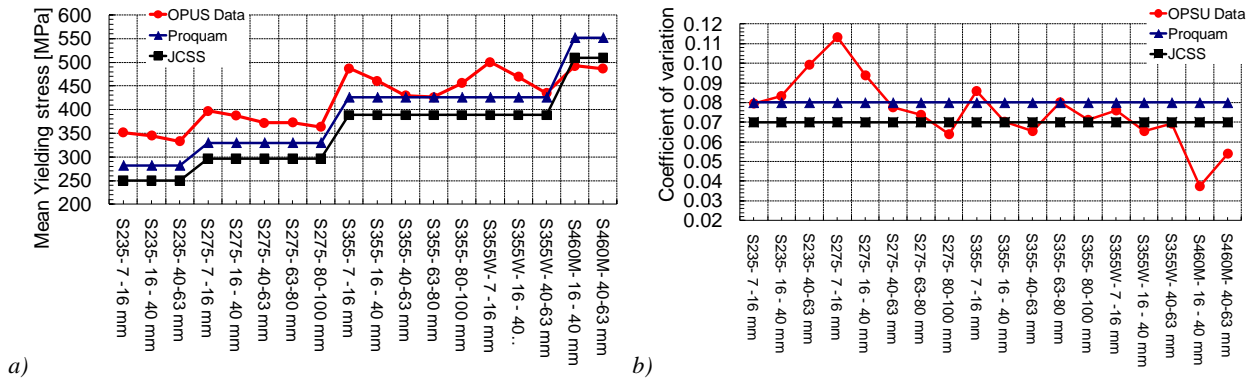 600
550
500
450
400
350
300
250
200
Mean Yielding stress [MPa]
OPUS Data
Proquam
JCSS
S235- 7 -16 mm
S235- 16 - 40 mm
S235- 40-63 mm
S275- 7 -16 mm
S275- 16 - 40 mm
S275- 40-63 mm
S275- 63-80 mm
S275- 80-100 mm
S355- 7 -16 mm
S355- 16 - 40 mm
S355- 40-63 mm
S355- 63-80 mm
S355- 80-100 mm
S355W- 7 -16 mm
S355W- 16 - 40..
S355W- 40-63 mm
S460M- 16 - 40 mm
S460M- 40-63 mm
a)
0.12
0.11
0.10
0.09
0.08
0.07
0.06
0.05
0.04
0.03
0.02
Coefficient of variation
OPSU Data
Proquam
JCSS
S235- 7 -16 mm
S235- 16 - 40 mm
S235- 40-63 mm
S275- 7 -16 mm
S275- 16 - 40 mm
S275- 40-63 mm
S275- 63-80 mm
S275- 80-100 mm
S355- 7 -16 mm
S355- 16 - 40 mm
S355- 40-63 mm
S355- 63-80 mm
S355- 80-100 mm
S355W- 7 -16 mm
S355W- 16 - 40 mm
S355W- 40-63 mm
S460M- 16 - 40 mm
S460M- 40-63 mm
b)